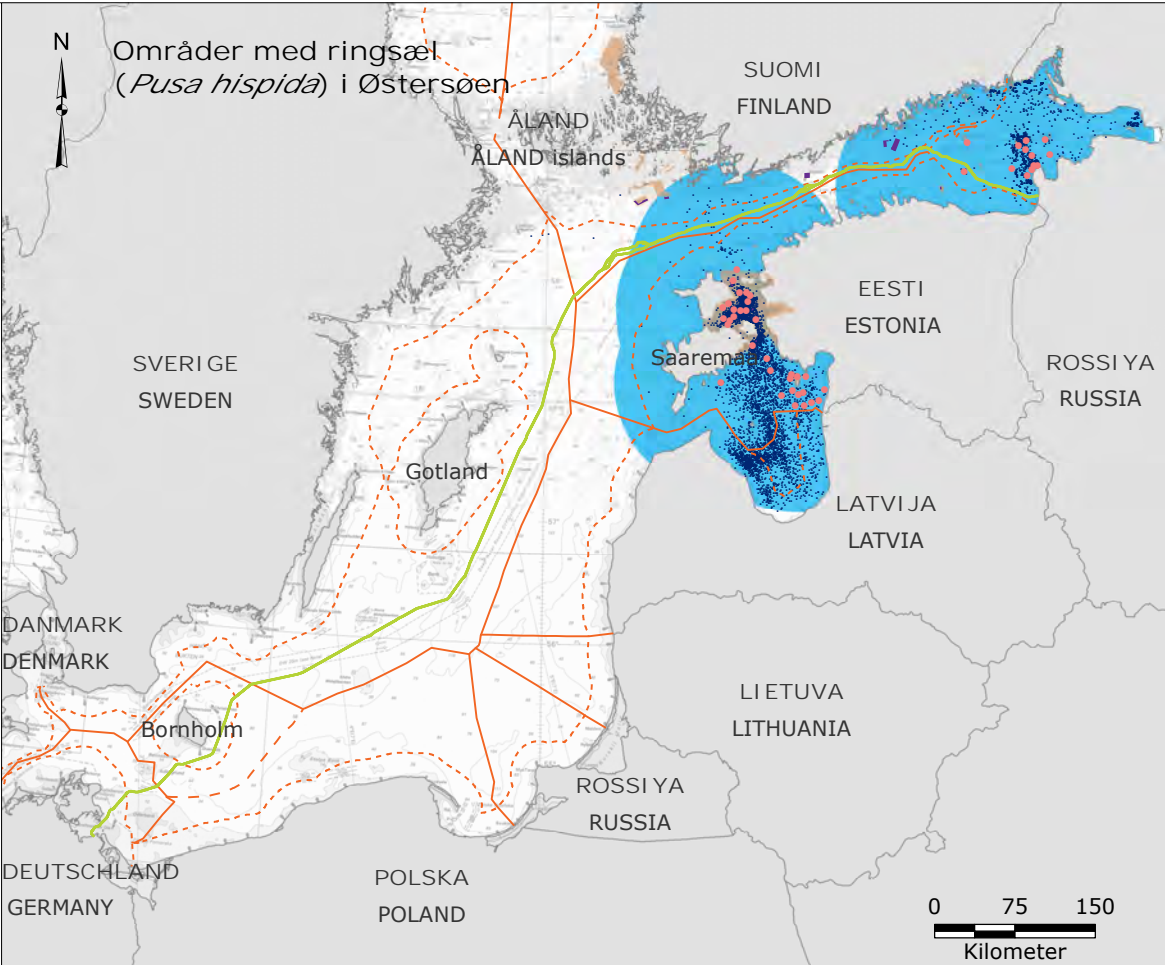 N
Områder med ringsæl
(Pusa hispida) i Østersøen
SUOMI
FINLAND
ÅLAND
ÅLAND islands
EESTI
ESTONIA
Saaremaa
ROSSIYA
RUSSIA
SVERIGE
SWEDEN
Gotland
LATVIJA
LATVIA
DANMARK
DENMARK
LIETUVA
LITHUANIA
Bornholm
ROSSIYA
RUSSIA
DEUTSCHLAND
GERMANY
POLSKA
POLAND
0 75 150
Kilometer